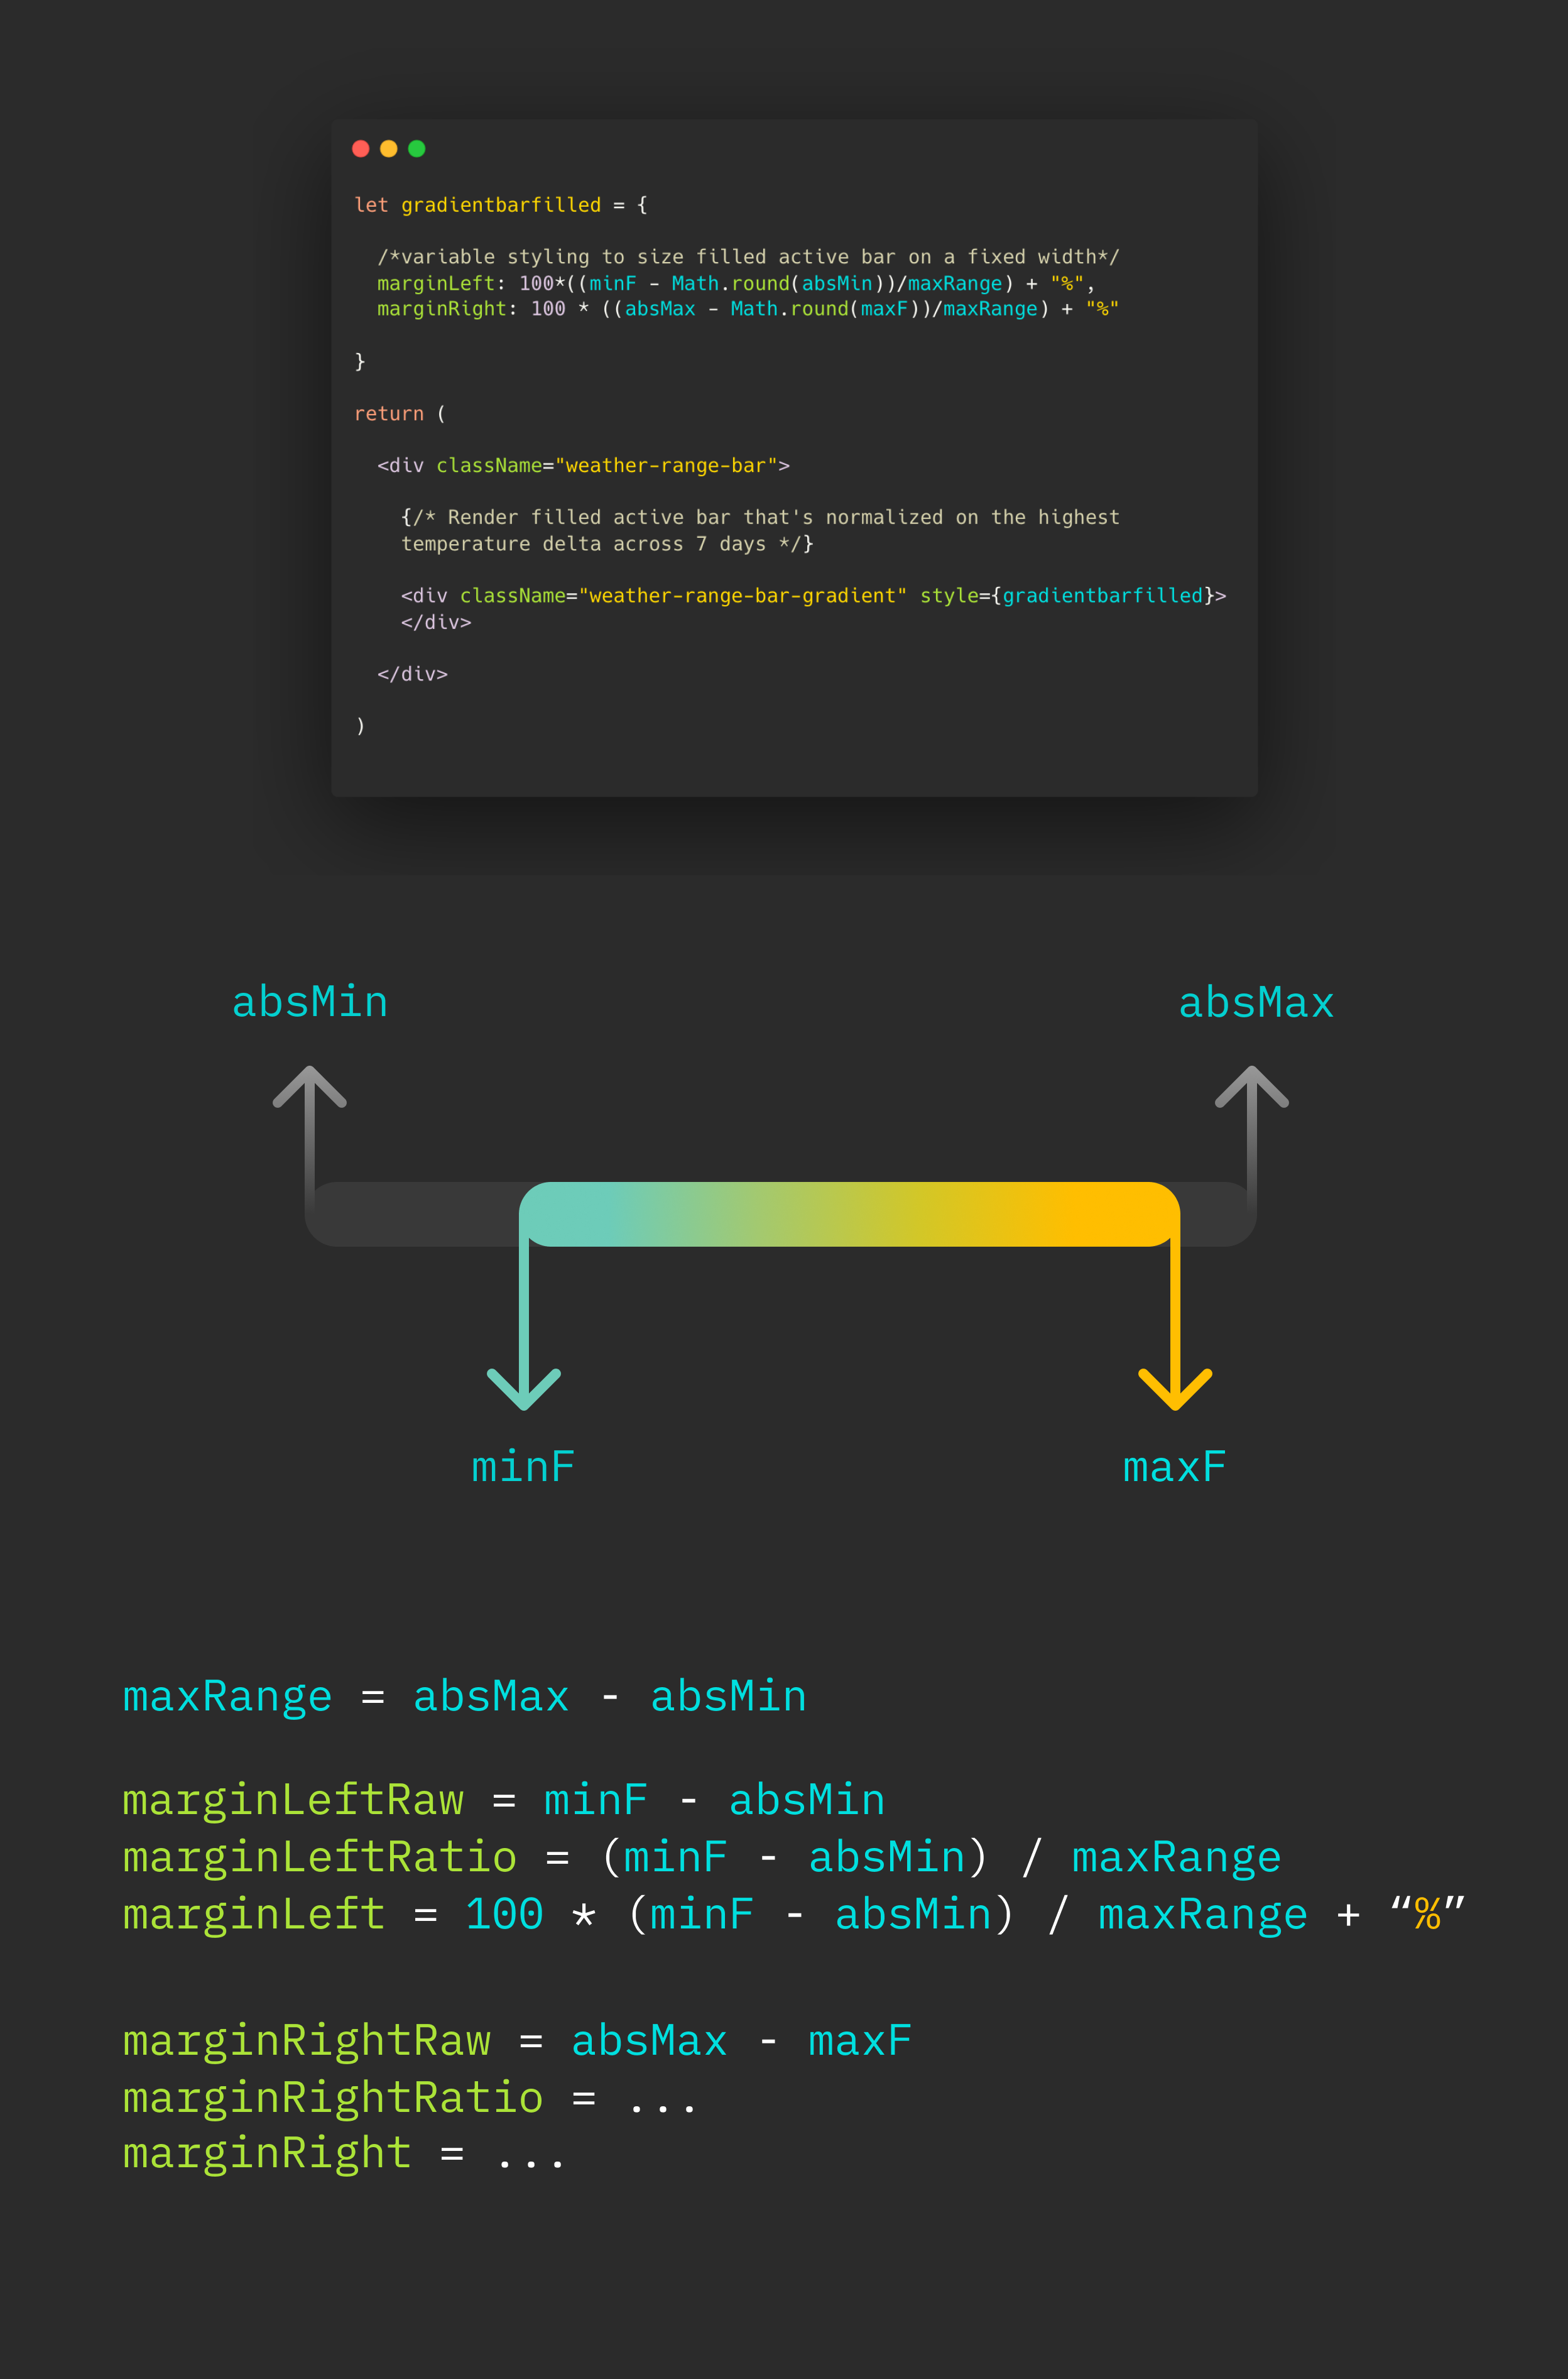 let gradientbarfilled = {
/*variable styling to size filled active bar on a fixed width*/
marginLeft: 100*((minF - Math.round(absMin))/maxRange) + "%",
marginRight: 100 * ((absMax - Math.round(maxF))/maxRange) + "%"
}
return (
<div className="weather-range-bar">
{/* Render filled active bar that's normalized on the highest
temperature delta across 7 days */}
<div className="weather-range-bar-gradient" style={gradientbarfilled}>
</div>
</div>
)
absMin absMax
minF maxF
maxRange = absMax - absMin
marginLeftRaw = minF - absMin
marginLeftRatio = (minF - absMin) / maxRange
marginLeft = 100 * (minF - absMin) / maxRange + “%”
marginRightRaw = absMax - maxF
marginRightRatio = ...
marginRight = ...